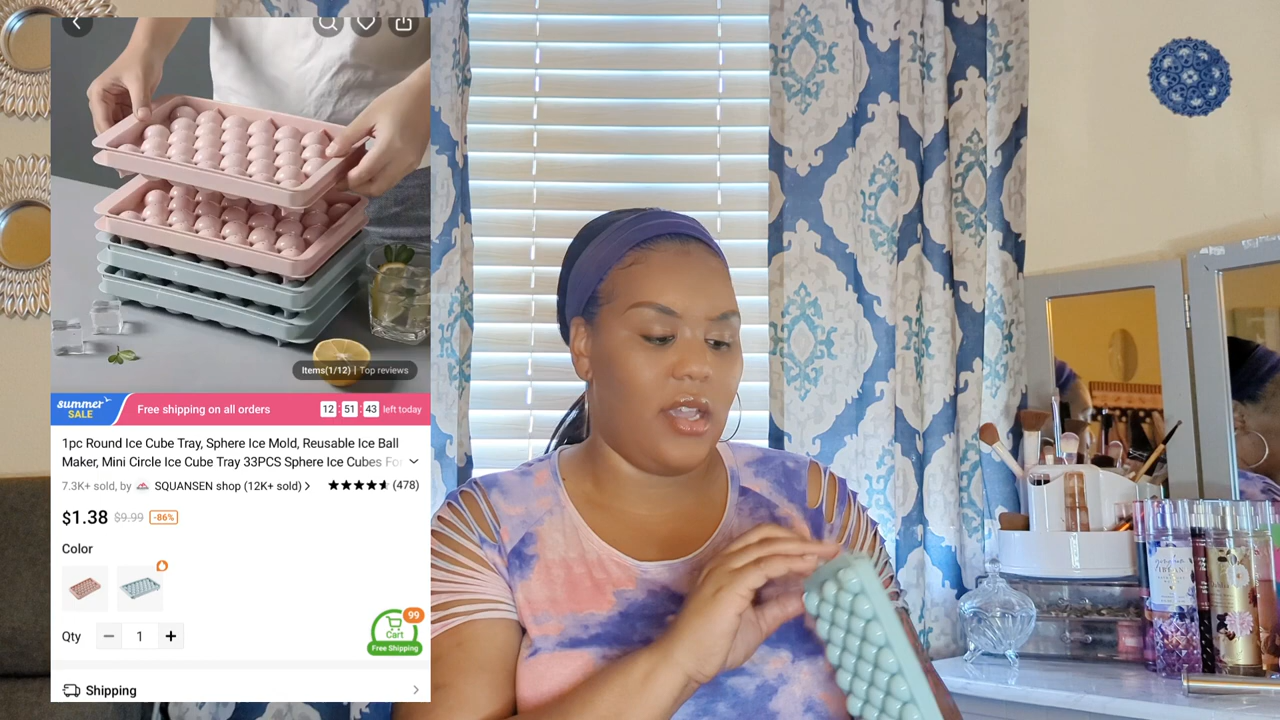 Items(1/12) | Top reviews
summer
SALE
Free shipping on all orders
12 : 51 : 43 left today
1pc Round Ice Cube Tray, Sphere Ice Mold, Reusable Ice Ball
Maker, Mini Circle Ice Cube Tray 33PCS Sphere Ice Cubes For
7.3K+ sold, by SQUANSEN shop (12K+ sold) >
(478)
$1.38 $9.99 -86%
Color
99
Qty 1 +
Cart
Free Shipping
Shipping